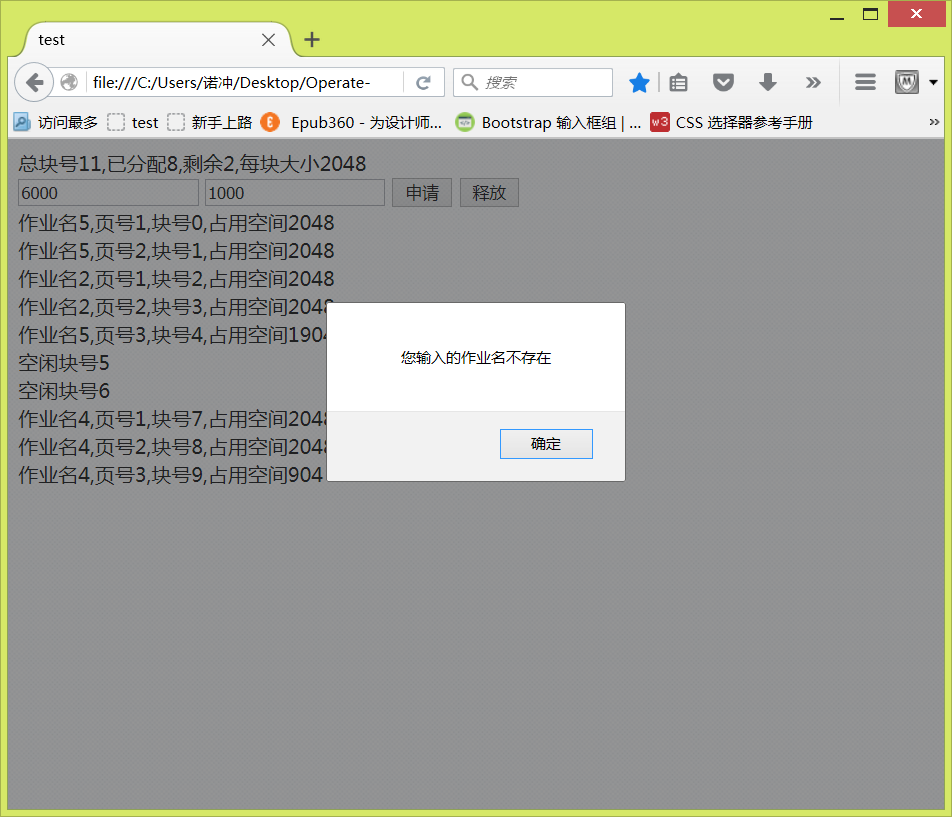 test
file:///C:/Users/诺冲/Desktop/Operate-
搜索
访问最多 test 新手上路 Epub360 - 为设计师... Bootstrap 输入框组 | ... w3 CSS 选择器参考手册
总块号11,已分配8,剩余2,每块大小2048
6000 1000 申请 释放
作业名5,页号1,块号0,占用空间2048
作业名5,页号2,块号1,占用空间2048
作业名2,页号1,块号2,占用空间2048
作业名2,页号2,块号3,占用空间2048
作业名5,页号3,块号4,占用空间1904
空闲块号5
空闲块号6
作业名4,页号1,块号7,占用空间2048
作业名4,页号2,块号8,占用空间2048
作业名4,页号3,块号9,占用空间904
您输入的作业名不存在
确定